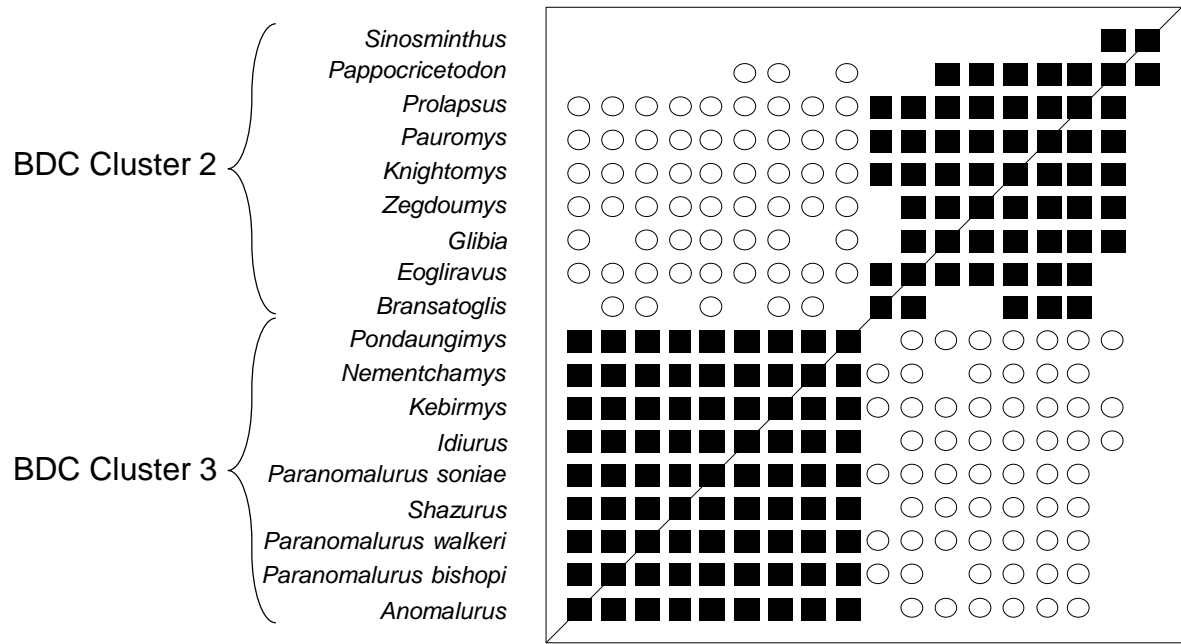 Sinosminthus
Pappocricetodon
Prolapsus
Pauromys
BDC Cluster 2
Knightomys
Zegdoumys
Glibia
Eogliravus
Bransatoglis
Pondaungimys
Nementchamys
Kebirmys
Idiurus
BDC Cluster 3
Paranomalurus soniae
Shazurus
Paranomalurus walkeri
Paranomalurus bishopi
Anomalurus